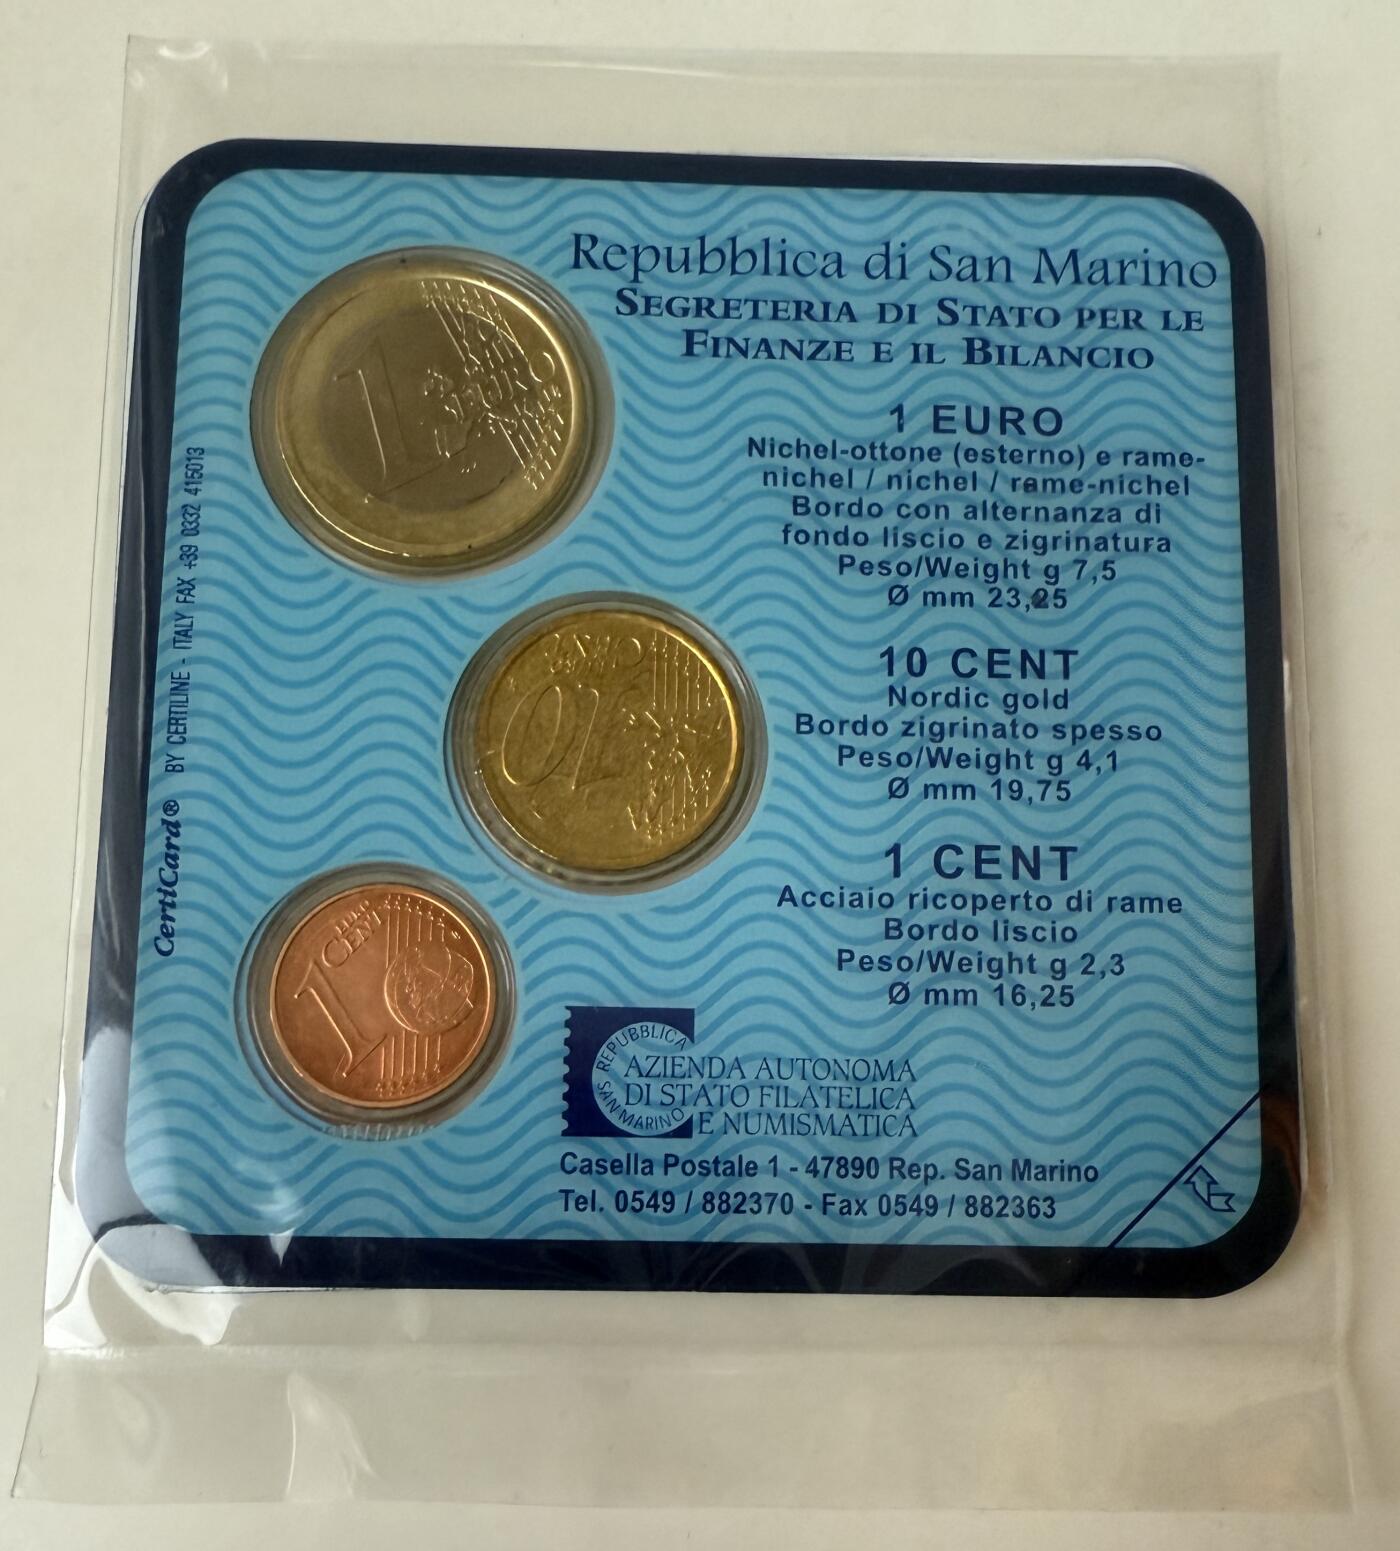 Repubblica di San Marino
SEGRETERIA DI STATO PER LE
FINANZE E IL BILANCIO
1 EURO
Nichel-ottone (esterno) e rame-
nichel / nichel / rame-nichel
Bordo con alternanza di
fondo liscio e zigrinatura
Peso/Weight g 7,5
Ø mm 23,25
10 CENT
Nordic gold
Bordo zigrinato spesso
Peso/Weight g 4,1
Ø mm 19,75
1 CENT
Acciaio ricoperto di rame
Bordo liscio
Peso/Weight g 2,3
Ø mm 16,25
REPUBBLICA
SAN MARINO
AZIENDA AUTONOMA
DI STATO FILATELICA
E NUMISMATICA
Casella Postale 1 - 47890 Rep. San Marino
Tel. 0549 / 882370 - Fax 0549 / 882363
CertiCard® BY CERTILINE - ITALY FAX +39 0332 415013
1 EURO
10 EURO
1 EURO
CENT